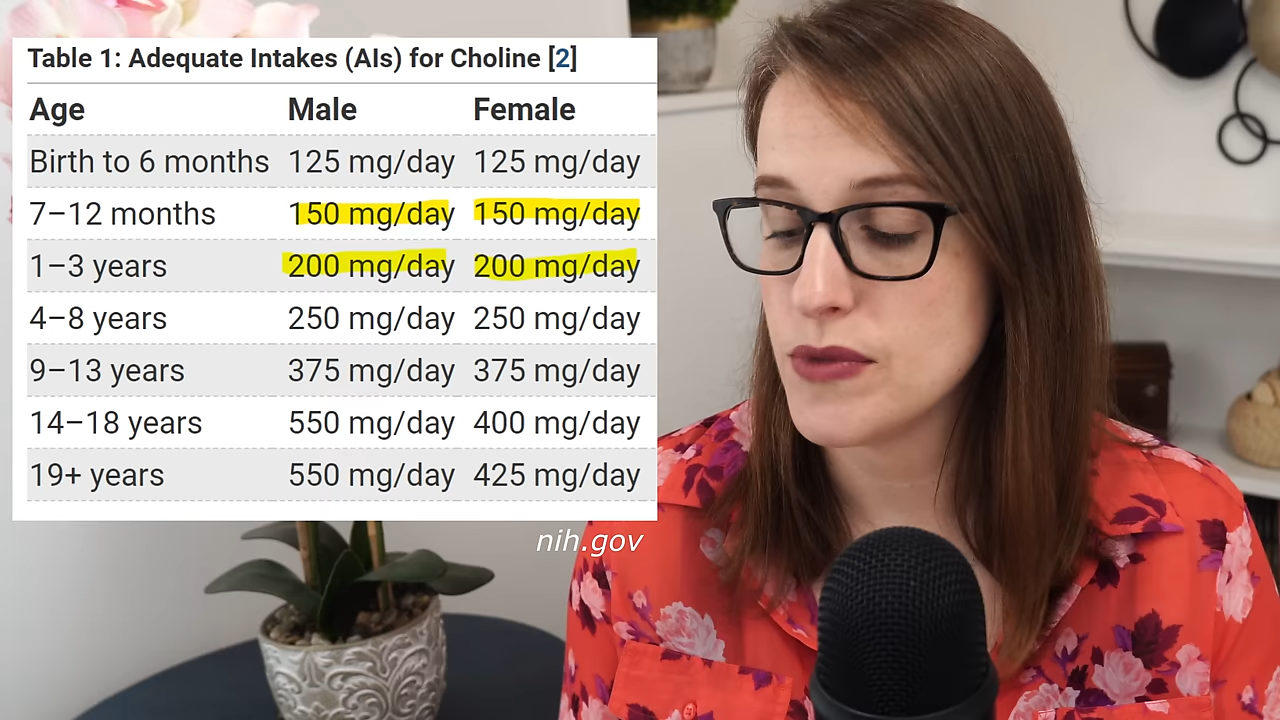 Table 1: Adequate Intakes (AIs) for Choline [2]
Age Male Female
Birth to 6 months 125 mg/day 125 mg/day
7–12 months 150 mg/day 150 mg/day
1–3 years 200 mg/day 200 mg/day
4–8 years 250 mg/day 250 mg/day
9–13 years 375 mg/day 375 mg/day
14–18 years 550 mg/day 400 mg/day
19+ years 550 mg/day 425 mg/day
nih.gov